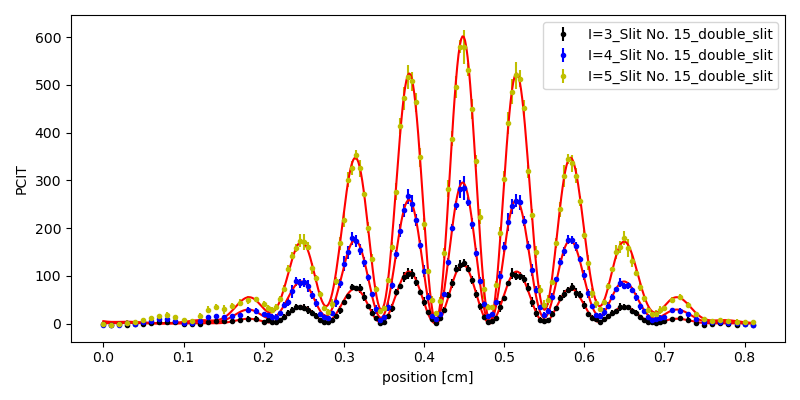 I=3_Slit No. 15_double_slit
I=4_Slit No. 15_double_slit
I=5_Slit No. 15_double_slit
600
500
400
300
200
100
0
PCIT
0.0 0.1 0.2 0.3 0.4 0.5 0.6 0.7 0.8
position [cm]